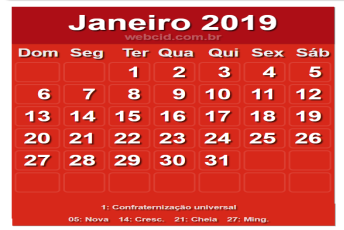 Janeiro 2019
webcid.com.br
Dom Seg Ter Qua Qui Sex Sáb
1 2 3 4 5
6 7 8 9 10 11 12
13 14 15 16 17 18 19
20 21 22 23 24 25 26
27 28 29 30 31
1: Confraternização universal
05: Nova 14: Cresc. 21: Cheia 27: Ming.